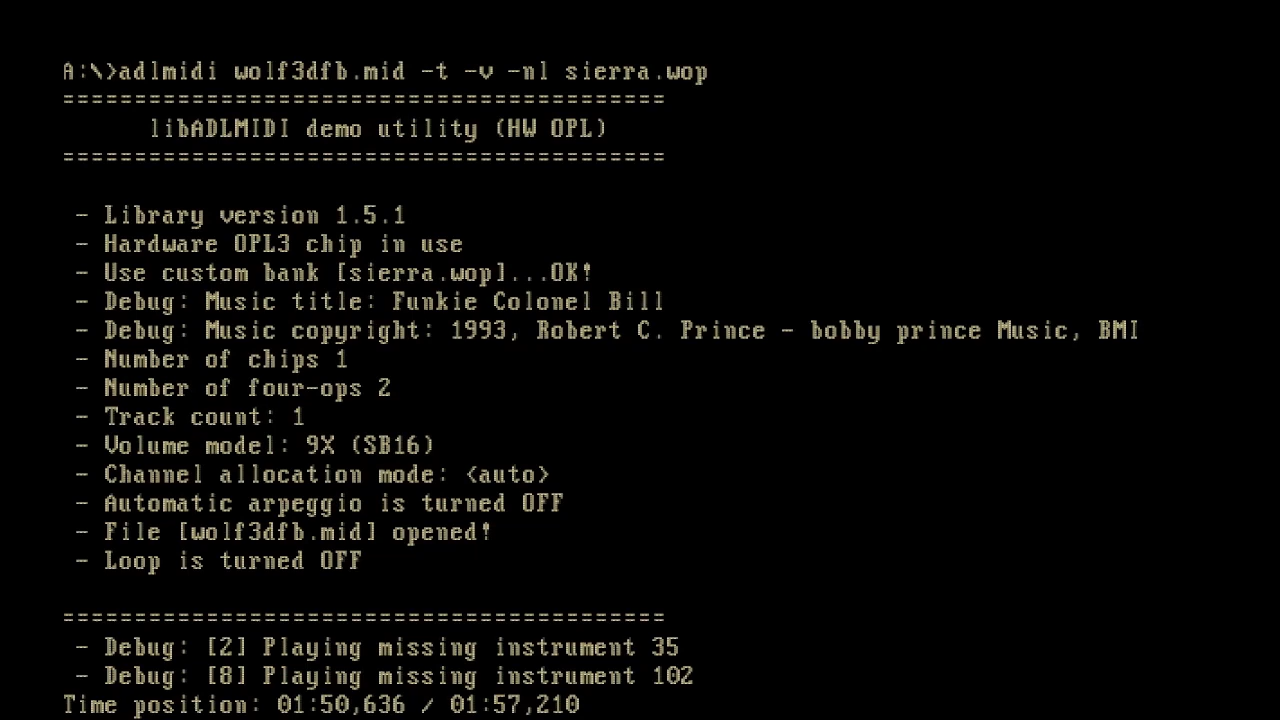 A:\>adlmidi wolf3dfb.mid -t -v -nl sierra.wop
==========================================
libADLMIDI demo utility (HW OPL)
==========================================
- Library version 1.5.1
- Hardware OPL3 chip in use
- Use custom bank [sierra.wop]...OK!
- Debug: Music title: Funkie Colonel Bill
- Debug: Music copyright: 1993, Robert C. Prince - bobby prince Music, BMI
- Number of chips 1
- Number of four-ops 2
- Track count: 1
- Volume model: 9X (SB16)
- Channel allocation mode: <auto>
- Automatic arpeggio is turned OFF
- File [wolf3dfb.mid] opened!
- Loop is turned OFF
==========================================
- Debug: [2] Playing missing instrument 35
- Debug: [8] Playing missing instrument 102
Time position: 01:50,636 / 01:57,210